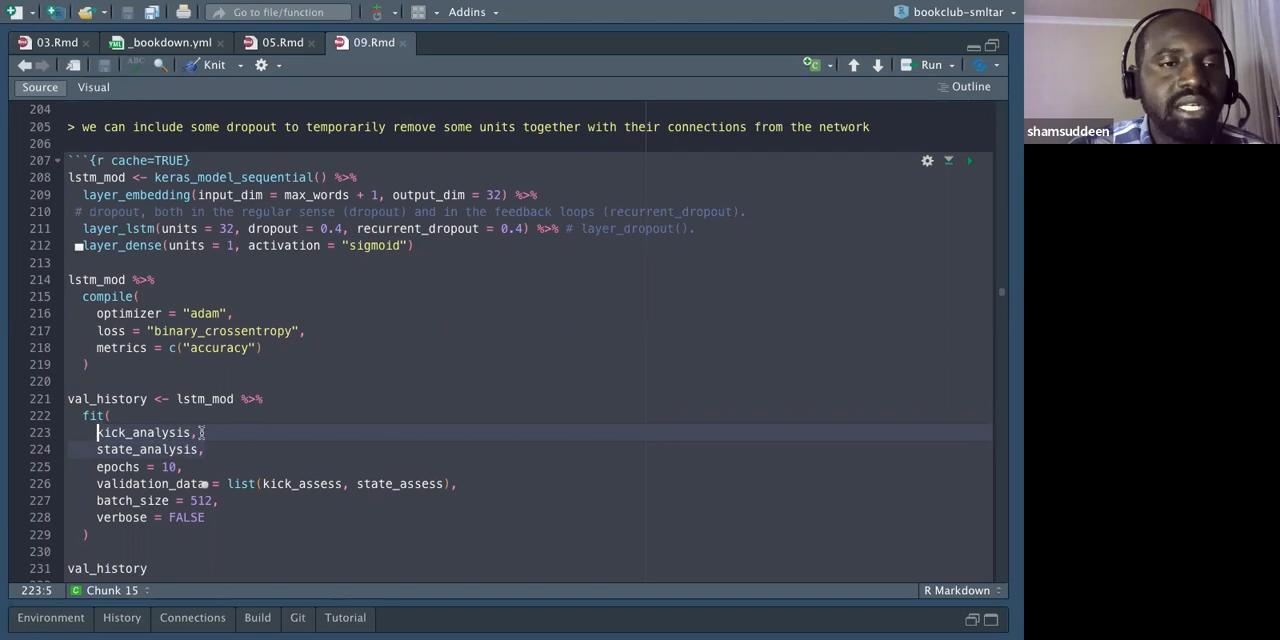 Go to file/function
Addins
bookclub-smltar
03.Rmd
_bookdown.yml
05.Rmd
09.Rmd
ABC
Knit
Run
Source
Visual
Outline
204
205 > we can include some dropout to temporarily remove some units together with their connections from the network
206
207 ```{r cache=TRUE}
208 lstm_mod <- keras_model_sequential() %>%
209 layer_embedding(input_dim = max_words + 1, output_dim = 32) %>%
210 # dropout, both in the regular sense (dropout) and in the feedback loops (recurrent_dropout).
211 layer_lstm(units = 32, dropout = 0.4, recurrent_dropout = 0.4) %>% # layer_dropout().
212 layer_dense(units = 1, activation = "sigmoid")
213
214 lstm_mod %>%
215 compile(
216 optimizer = "adam",
217 loss = "binary_crossentropy",
218 metrics = c("accuracy")
219 )
220
221 val_history <- lstm_mod %>%
222 fit(
223 kick_analysis,
224 state_analysis,
225 epochs = 10,
226 validation_data = list(kick_assess, state_assess),
227 batch_size = 512,
228 verbose = FALSE
229 )
230
231 val_history
223:5
Chunk 15
R Markdown
Environment
History
Connections
Build
Git
Tutorial
shamsuddeen